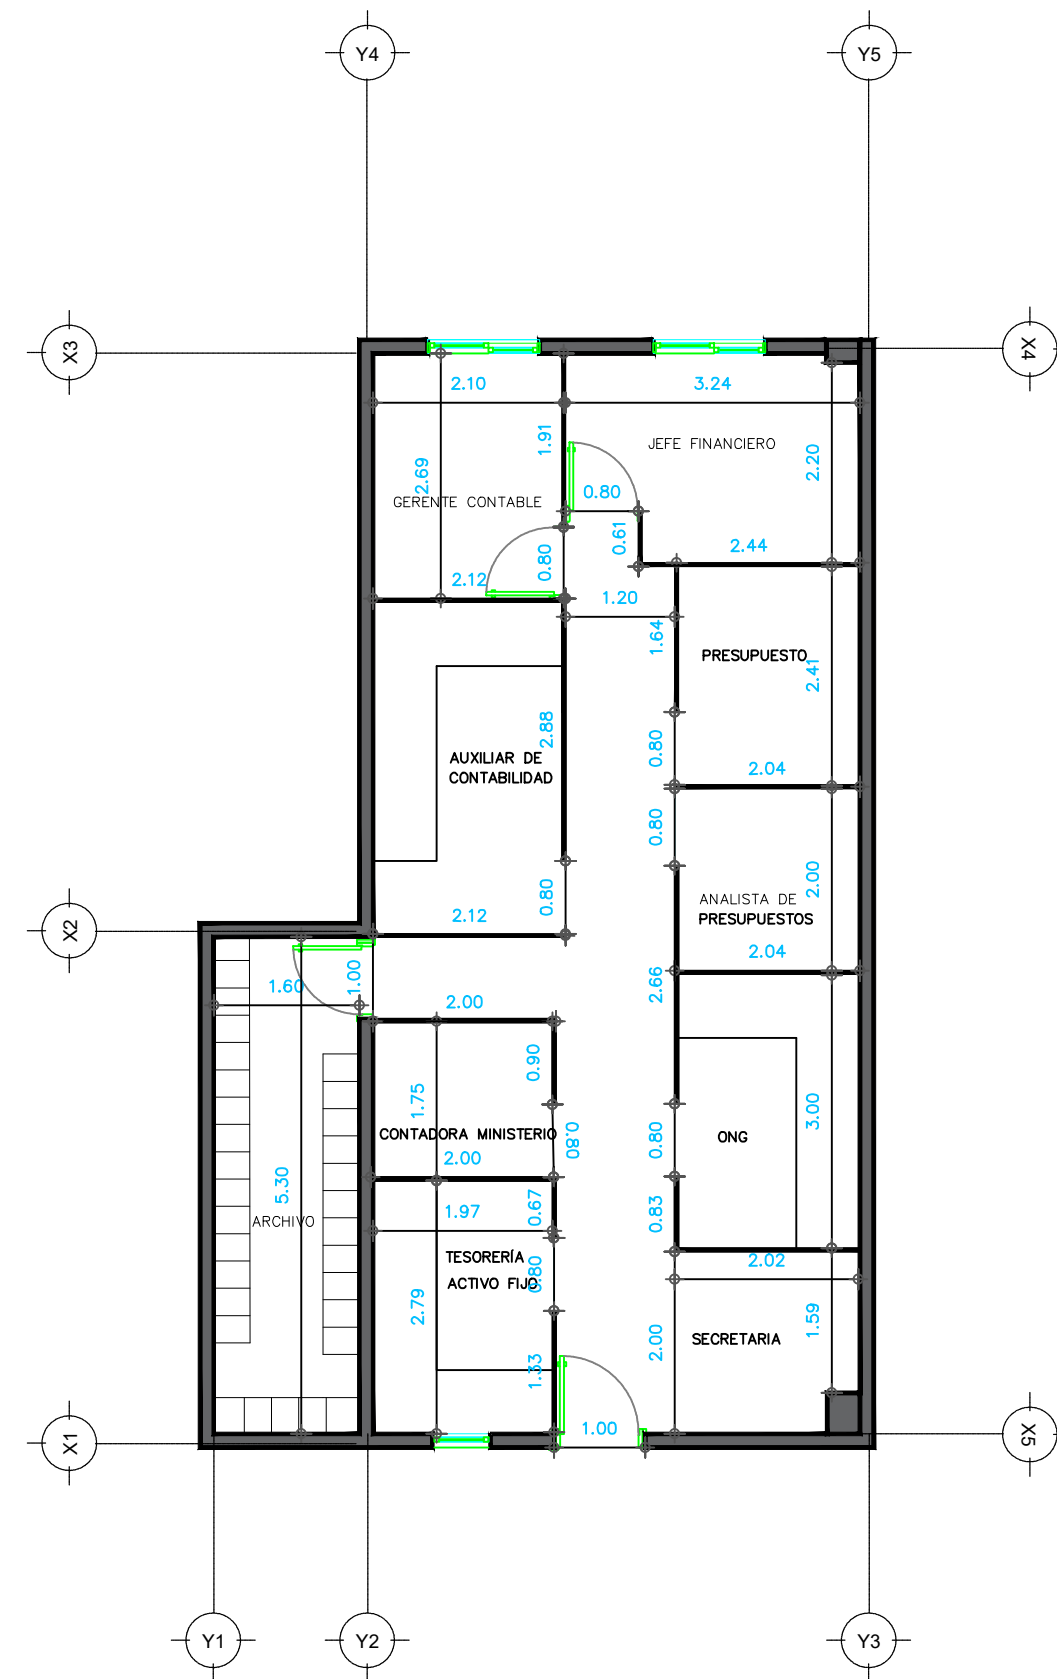 Y4
Y5
X3
X4
2.10
3.24
1.91
JEFE FINANCIERO
2.20
2.69
GERENTE CONTABLE
0.80
0.61
2.44
0.80
2.12
1.20
1.64
PRESUPUESTO
2.41
2.88
0.80
AUXILIAR DE
CONTABILIDAD
2.04
0.80
ANALISTA DE
PRESUPUESTOS
2.00
0.80
2.12
2.04
X2
1.60
1.00
2.66
2.00
0.90
1.75
3.00
CONTADORA MINISTERIO
0.80
0.80
ONG
2.00
5.30
ARCHIVO
1.97
0.67
0.83
TESORERÍA
ACTIVO FIJO
0.80
2.02
2.79
1.59
2.00
SECRETARIA
1.33
1.00
X1
X5
Y1
Y2
Y3